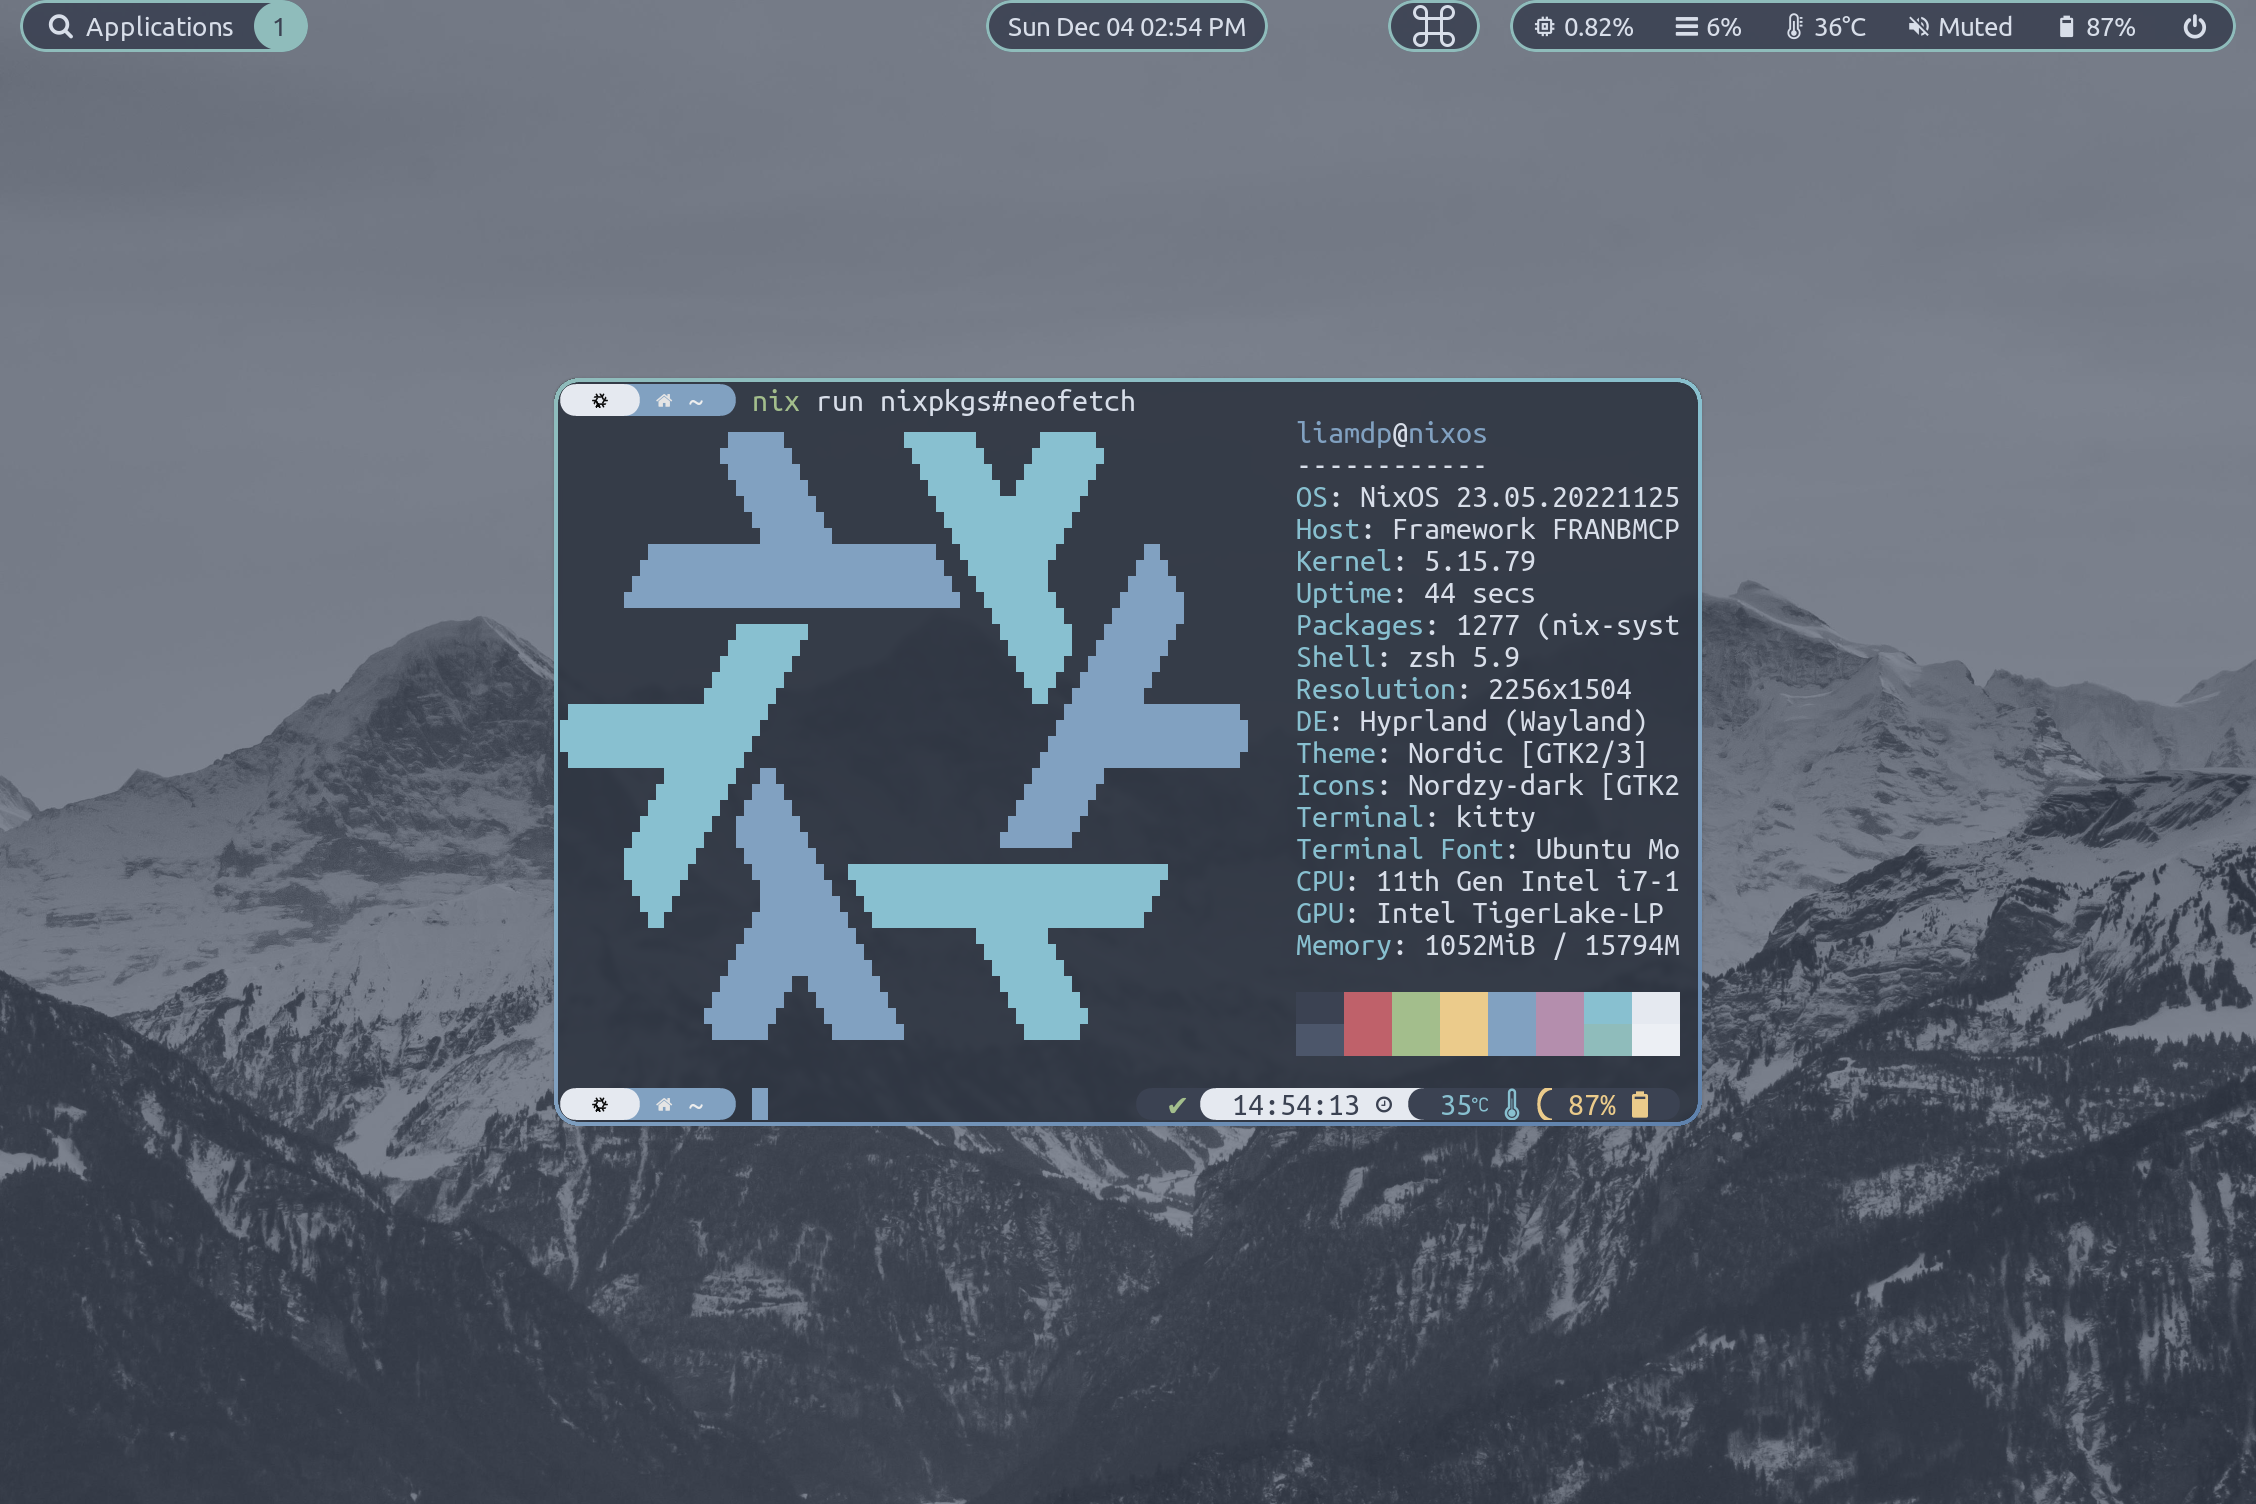 Applications 1
Sun Dec 04 02:54 PM
0.82% 6% 36°C Muted 87%
~ nix run nixpkgs#neofetch
liamdp@nixos
------------
OS: NixOS 23.05.20221125
Host: Framework FRANBMCP
Kernel: 5.15.79
Uptime: 44 secs
Packages: 1277 (nix-syst
Shell: zsh 5.9
Resolution: 2256x1504
DE: Hyprland (Wayland)
Theme: Nordic [GTK2/3]
Icons: Nordzy-dark [GTK2
Terminal: kitty
Terminal Font: Ubuntu Mo
CPU: 11th Gen Intel i7-1
GPU: Intel TigerLake-LP
Memory: 1052MiB / 15794M
~ ✔ 14:54:13 35°C 87%